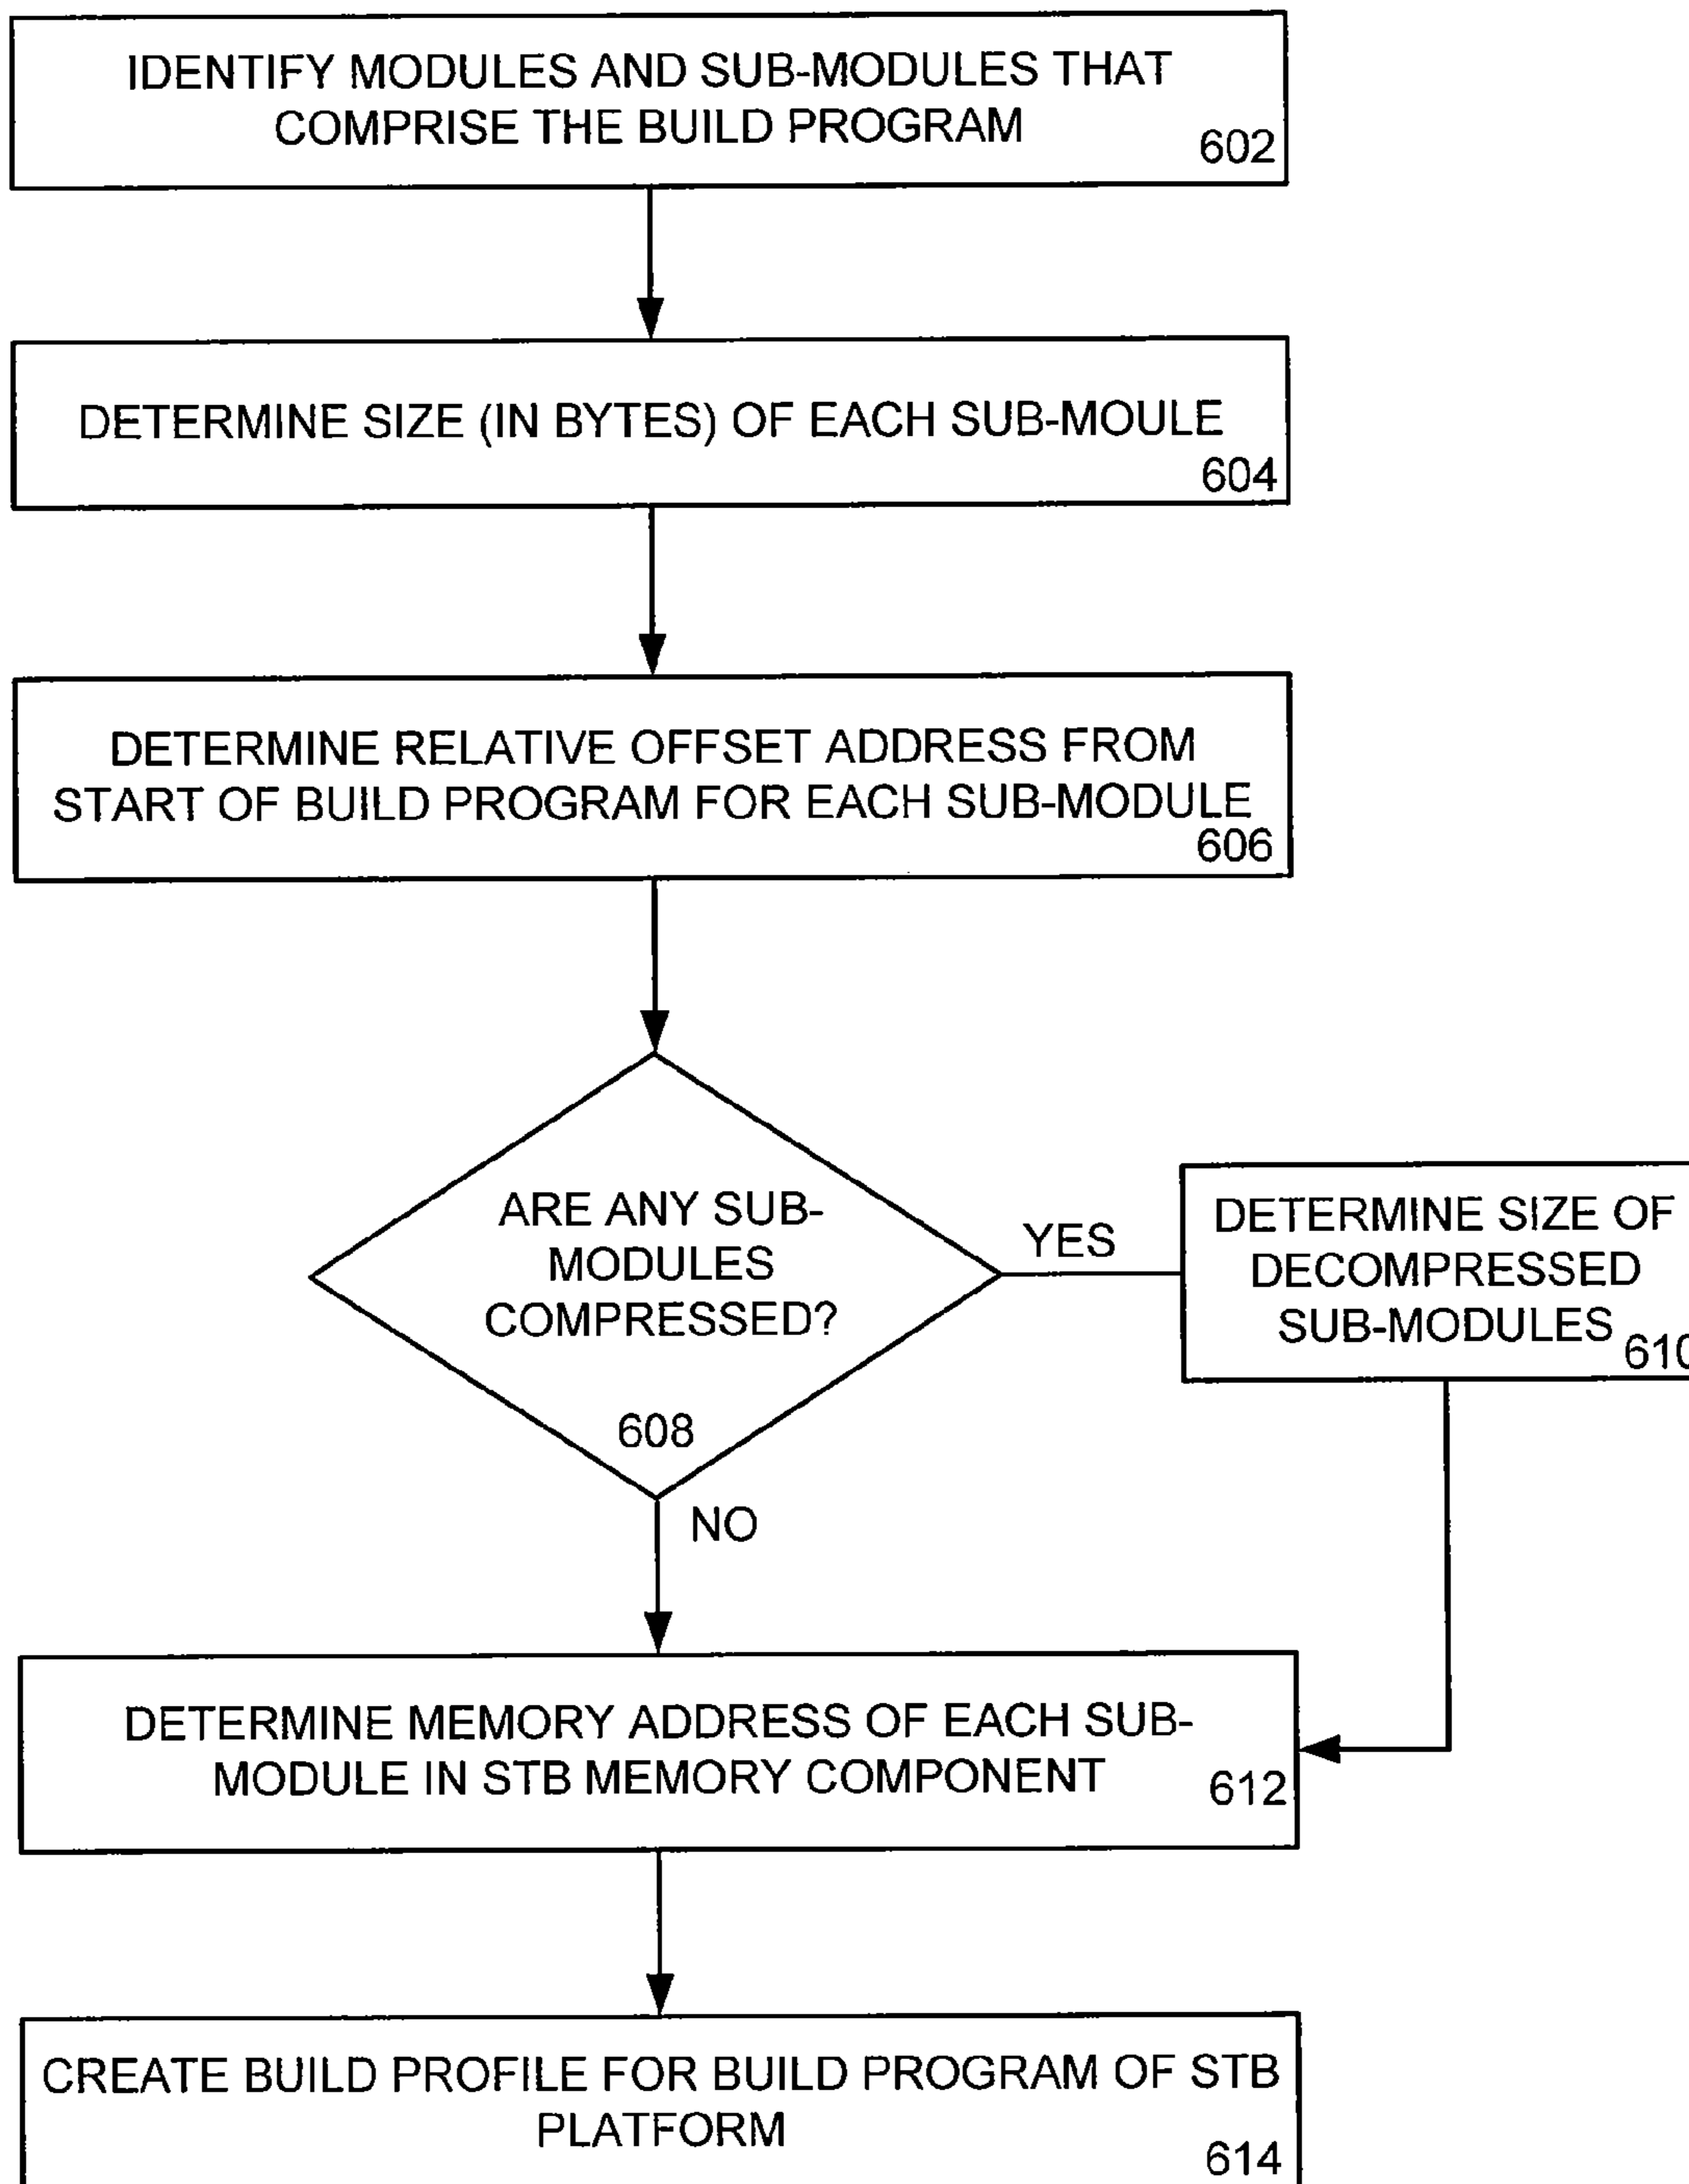 IDENTIFY MODULES AND SUB-MODULES THAT
COMPRISE THE BUILD PROGRAM
602
DETERMINE SIZE (IN BYTES) OF EACH SUB-MOULE
604
DETERMINE RELATIVE OFFSET ADDRESS FROM
START OF BUILD PROGRAM FOR EACH SUB-MODULE
606
ARE ANY SUB-
MODULES
COMPRESSED?
608
YES
DETERMINE SIZE OF
DECOMPRESSED
SUB-MODULES
610
NO
DETERMINE MEMORY ADDRESS OF EACH SUB-
MODULE IN STB MEMORY COMPONENT
612
CREATE BUILD PROFILE FOR BUILD PROGRAM OF STB
PLATFORM
614